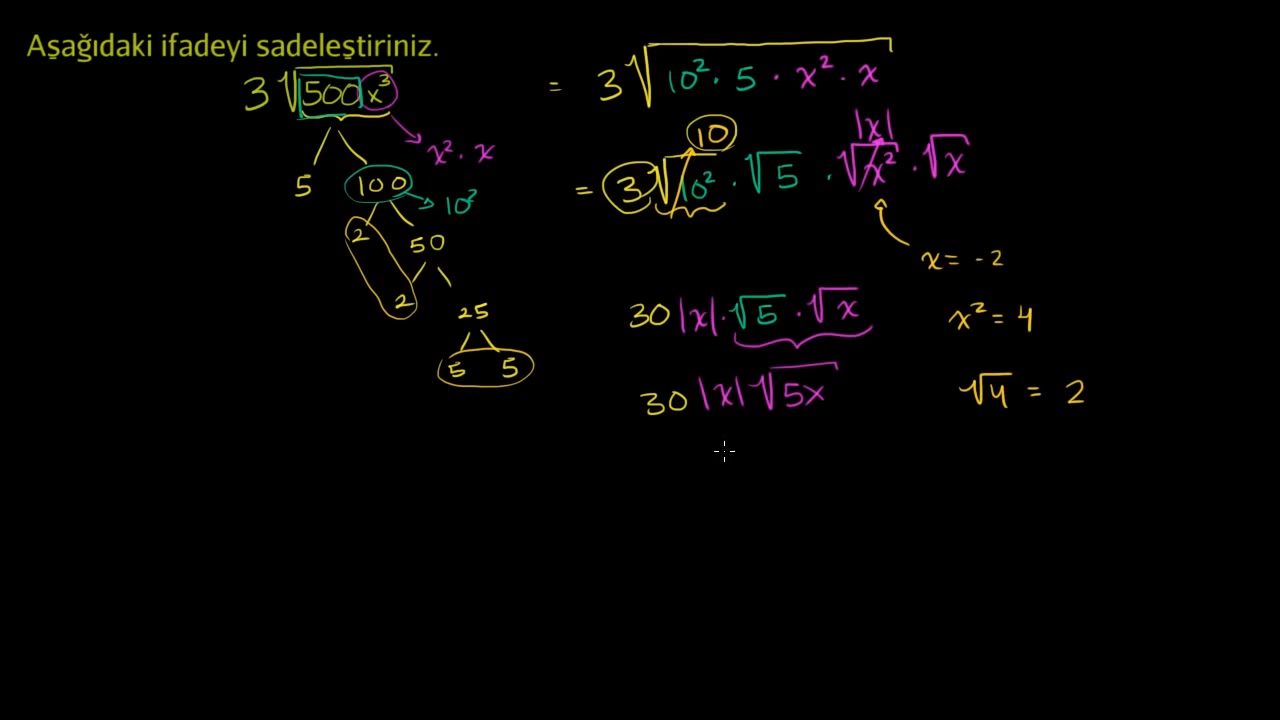 Aşağıdaki ifadeyi sadeleştiriniz.
3√500x³
= 3√10² · 5 · x² · x
5 100
x² · x
10²
2 50
2 25
5 5
10 |x|
= 3√10² · √5 · √x² · √x
x = -2
30|x| · √5 · √x
x² = 4
30|x|√5x
√4 = 2